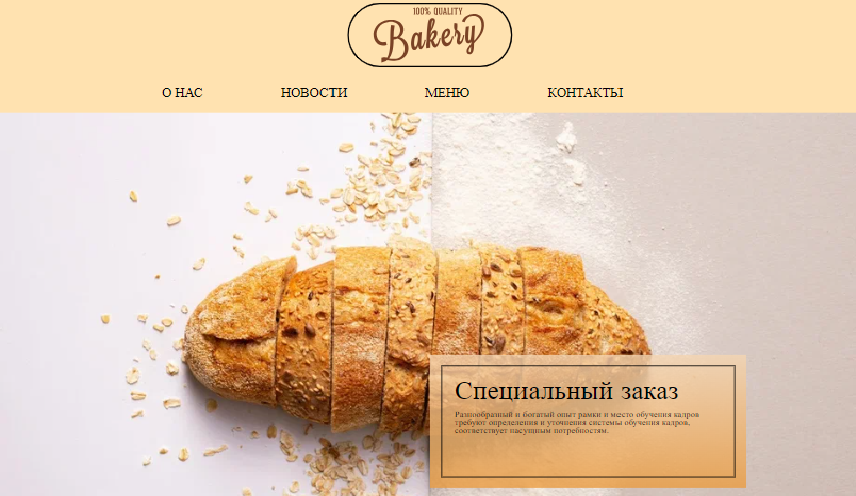 100% QUALITY
Bakery
О НАС НОВОСТИ МЕНЮ КОНТАКТЫ
Специальный заказ
Разнообразный и богатый опыт рамки и место обучения кадров
требуют определения и уточнения системы обучения кадров,
соответствует насущным потребностям.